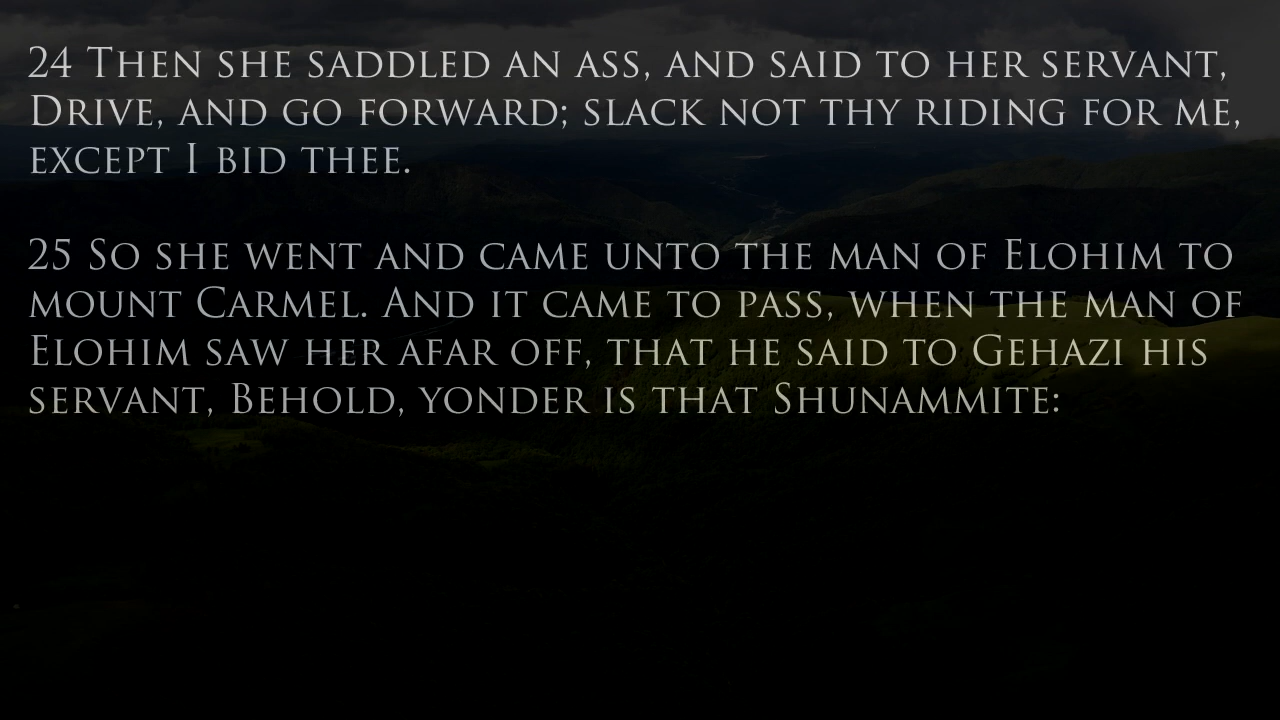 24 Then she saddled an ass, and said to her servant,
Drive, and go forward; slack not thy riding for me,
except I bid thee.
25 So she went and came unto the man of Elohim to
mount Carmel. And it came to pass, when the man of
Elohim saw her afar off, that he said to Gehazi his
servant, Behold, yonder is that Shunammite: